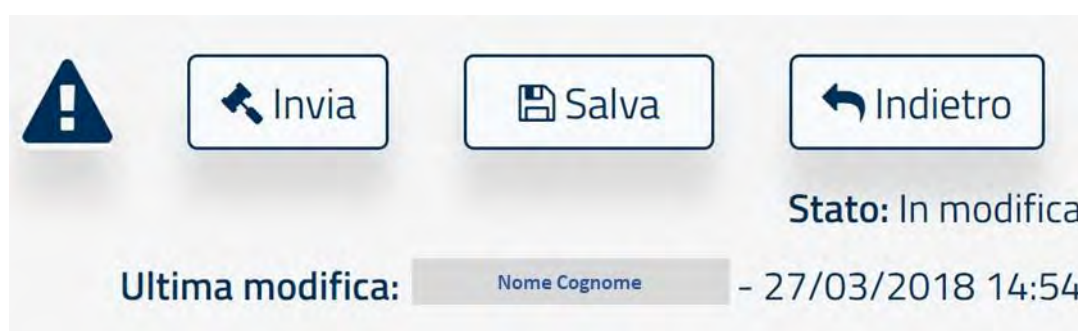 Invia Salva Indietro
Stato: In modifica
Ultima modifica: Nome Cognome - 27/03/2018 14:54